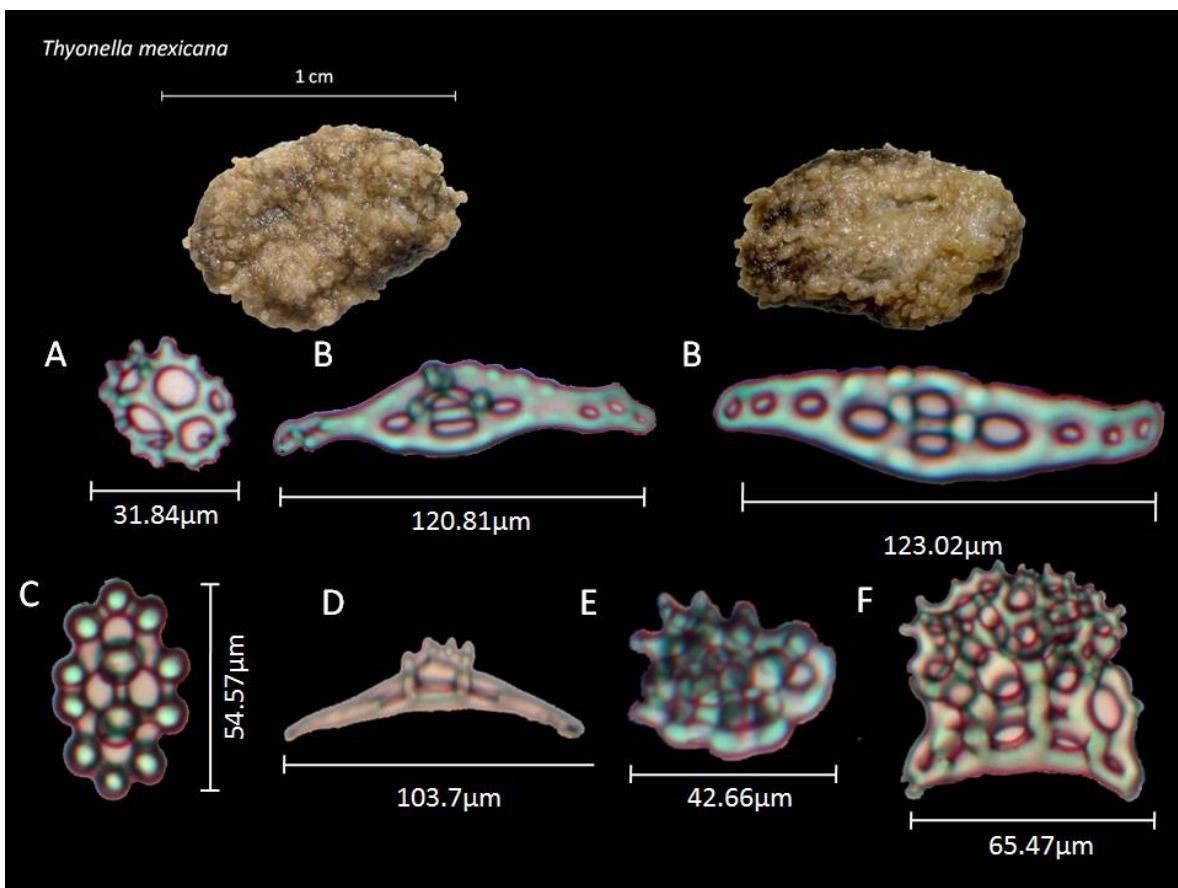 Thyonella mexicana
1 cm
A
B
B
31.84µm
120.81µm
123.02µm
C
D
E
F
54.57µm
103.7µm
42.66µm
65.47µm